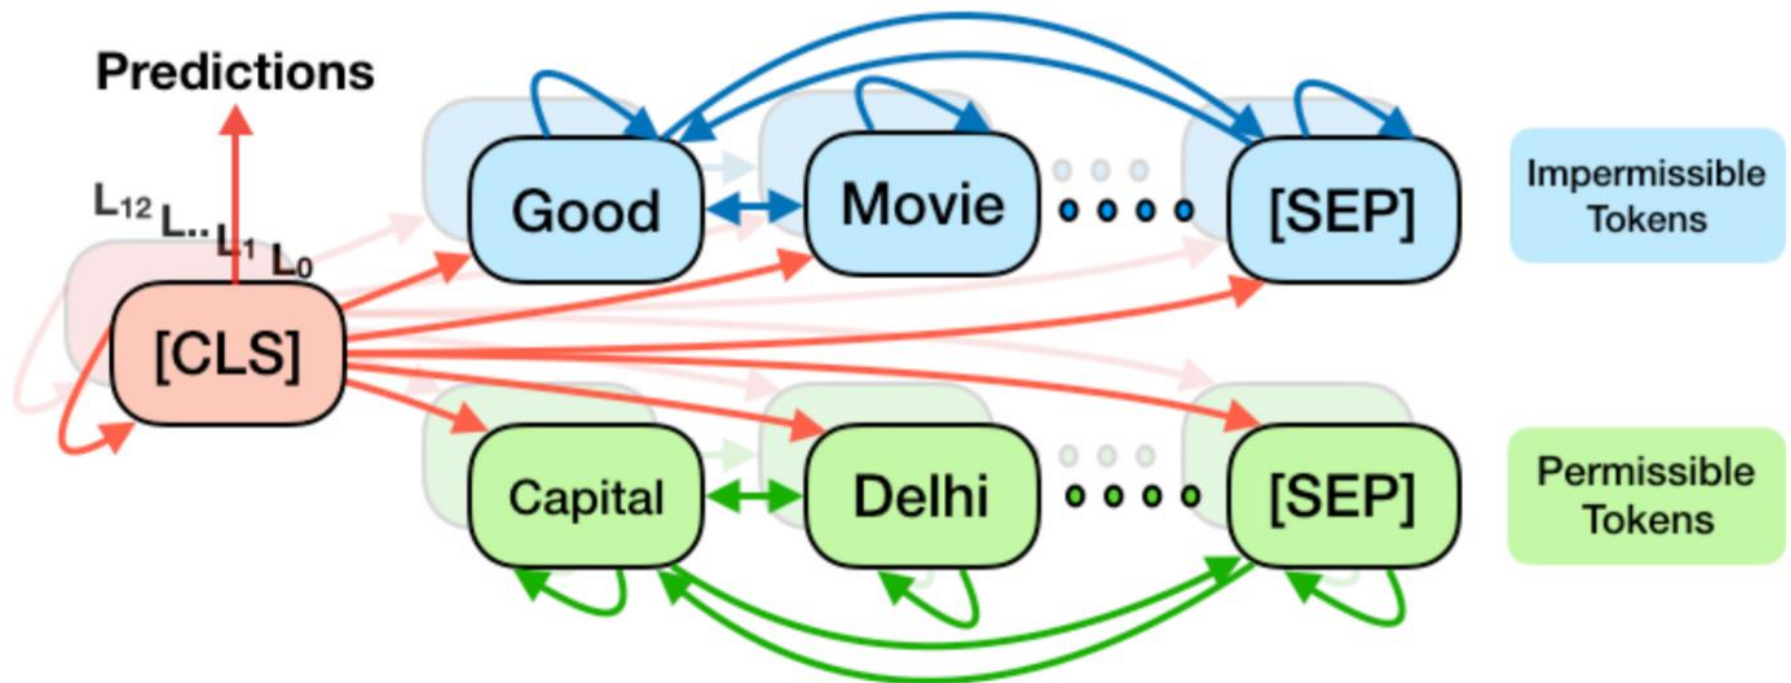 Predictions
L12
L..
L1
L0
[CLS]
Good
Movie
[SEP]
Impermissible
Tokens
Capital
Delhi
[SEP]
Permissible
Tokens